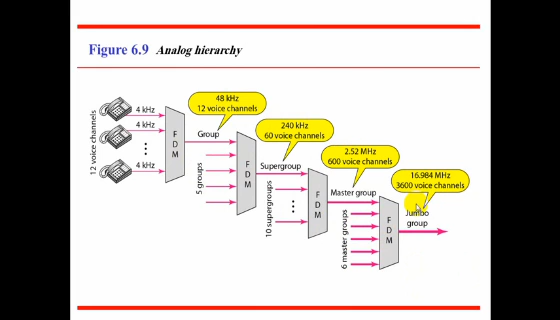 Figure 6.9 Analog hierarchy
48 kHz
12 voice channels
4 kHz
4 kHz
4 kHz
12 voice channels
F
D
M
Group
240 kHz
60 voice channels
5 groups
F
D
M
Supergroup
2.52 MHz
600 voice channels
10 supergroups
F
D
M
Master group
16.984 MHz
3600 voice channels
6 master groups
F
D
M
Jumbo
group